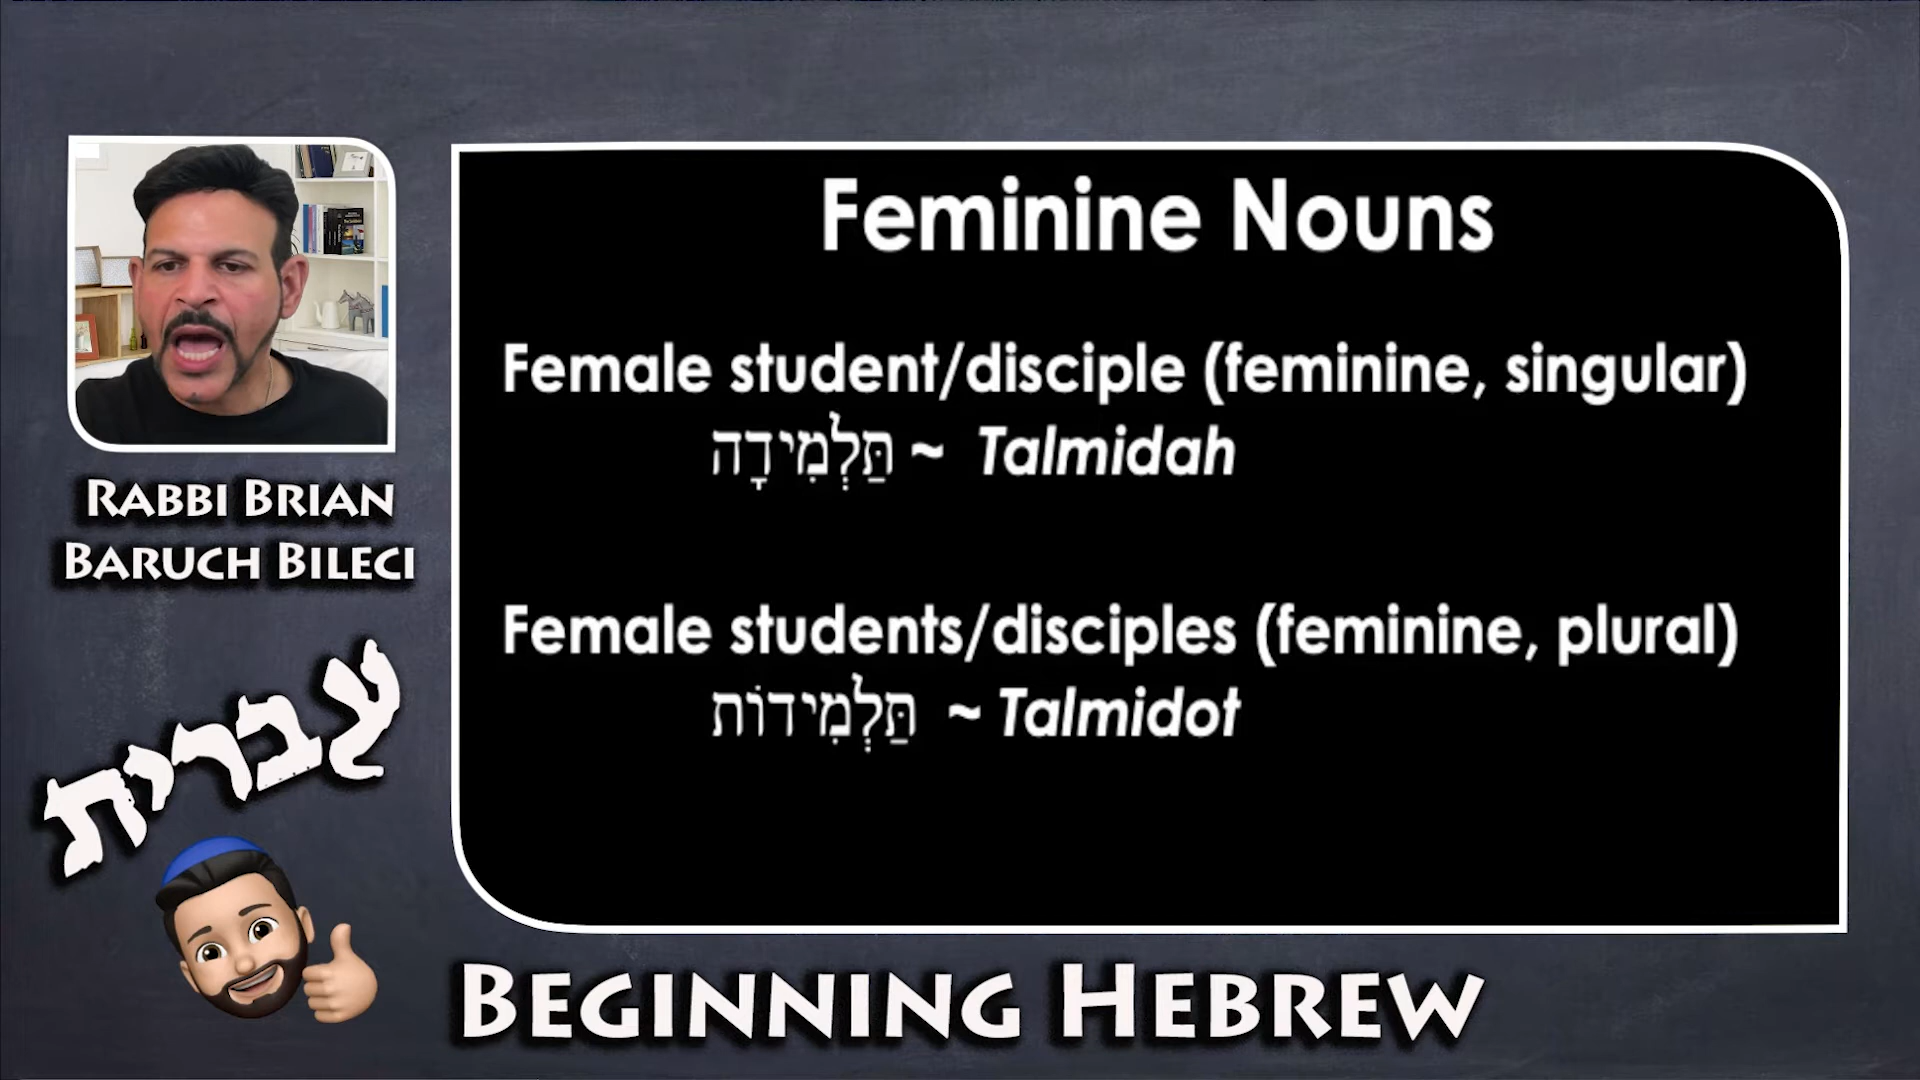 Feminine Nouns
Female student/disciple (feminine, singular)
תַּלְמִידָה ~ Talmidah
Female students/disciples (feminine, plural)
תַּלְמִידוֹת ~ Talmidot
RABBI BRIAN
BARUCH BILECI
עברית
BEGINNING HEBREW